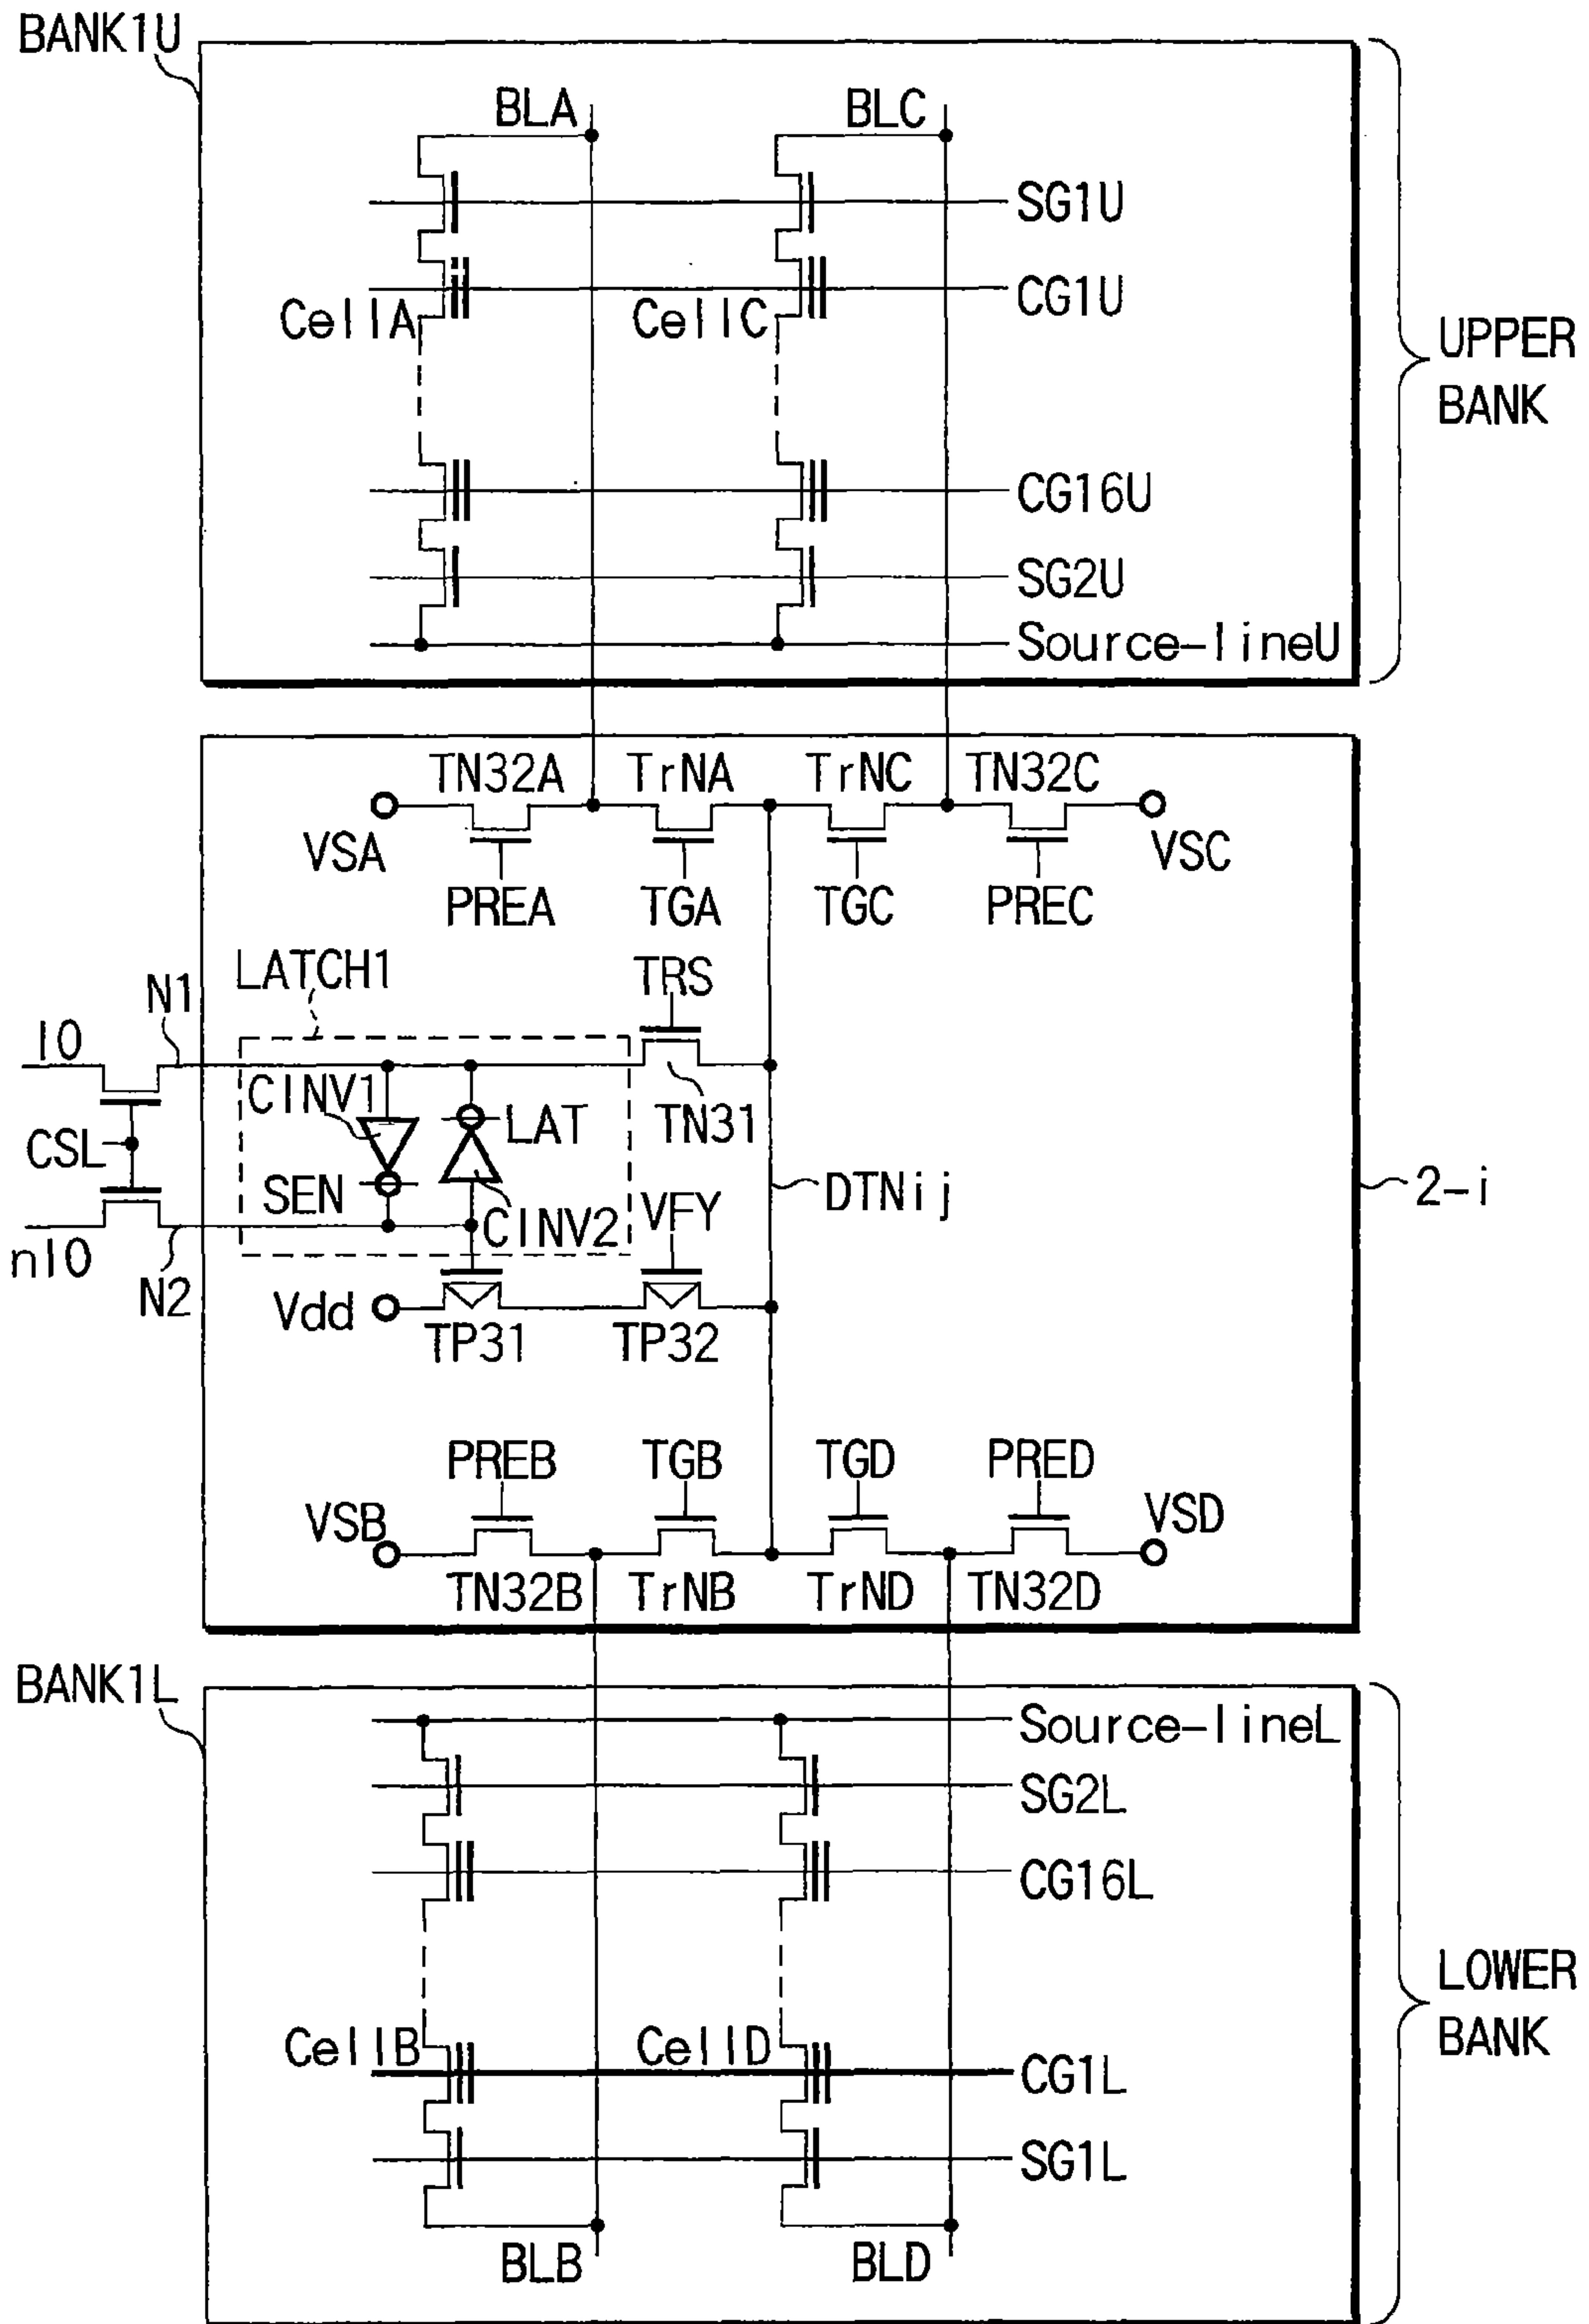 BANK1U
BLA
BLC
SG1U
CellA
CellC
CG1U
UPPER
BANK
CG16U
SG2U
Source-lineU
TN32A
TrNA
TrNC
TN32C
VSA
VSC
PREA
TGA
TGC
PREC
LATCH1
N1
TRS
IO
CINV1
LAT
TN31
CSL
SEN
CINV2
VFY
DTNij
2-i
nIO
N2
Vdd
TP31
TP32
PREB
TGB
TGD
PRED
VSB
VSD
TN32B
TrNB
TrND
TN32D
BANK1L
Source-lineL
SG2L
CG16L
LOWER
BANK
CellB
CellD
CG1L
SG1L
BLB
BLD